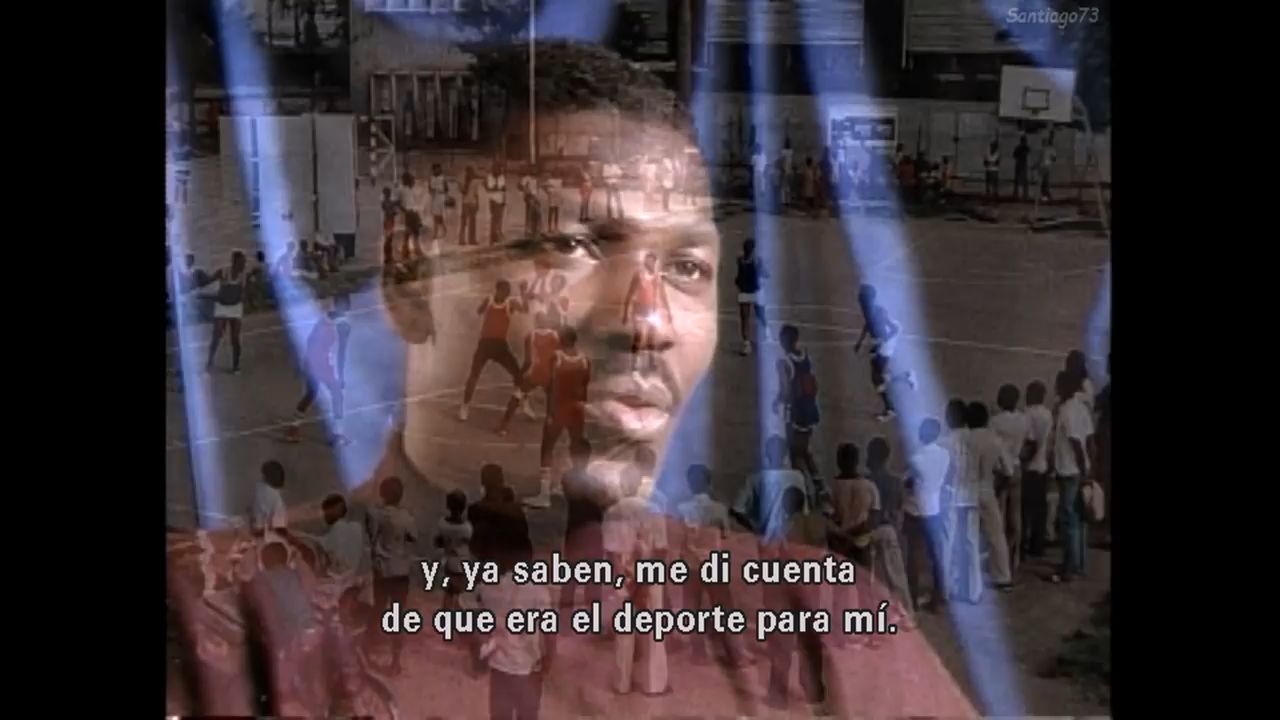 Santiago73
y, ya saben, me di cuenta
de que era el deporte para mí.